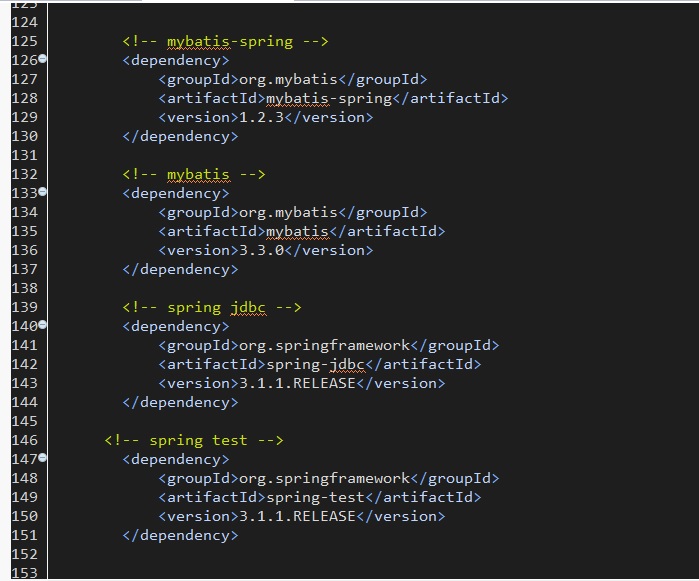 123
124
125 <!-- mybatis-spring -->
126 <dependency>
127 <groupId>org.mybatis</groupId>
128 <artifactId>mybatis-spring</artifactId>
129 <version>1.2.3</version>
130 </dependency>
131
132 <!-- mybatis -->
133 <dependency>
134 <groupId>org.mybatis</groupId>
135 <artifactId>mybatis</artifactId>
136 <version>3.3.0</version>
137 </dependency>
138
139 <!-- spring jdbc -->
140 <dependency>
141 <groupId>org.springframework</groupId>
142 <artifactId>spring-jdbc</artifactId>
143 <version>3.1.1.RELEASE</version>
144 </dependency>
145
146 <!-- spring test -->
147 <dependency>
148 <groupId>org.springframework</groupId>
149 <artifactId>spring-test</artifactId>
150 <version>3.1.1.RELEASE</version>
151 </dependency>
152
153